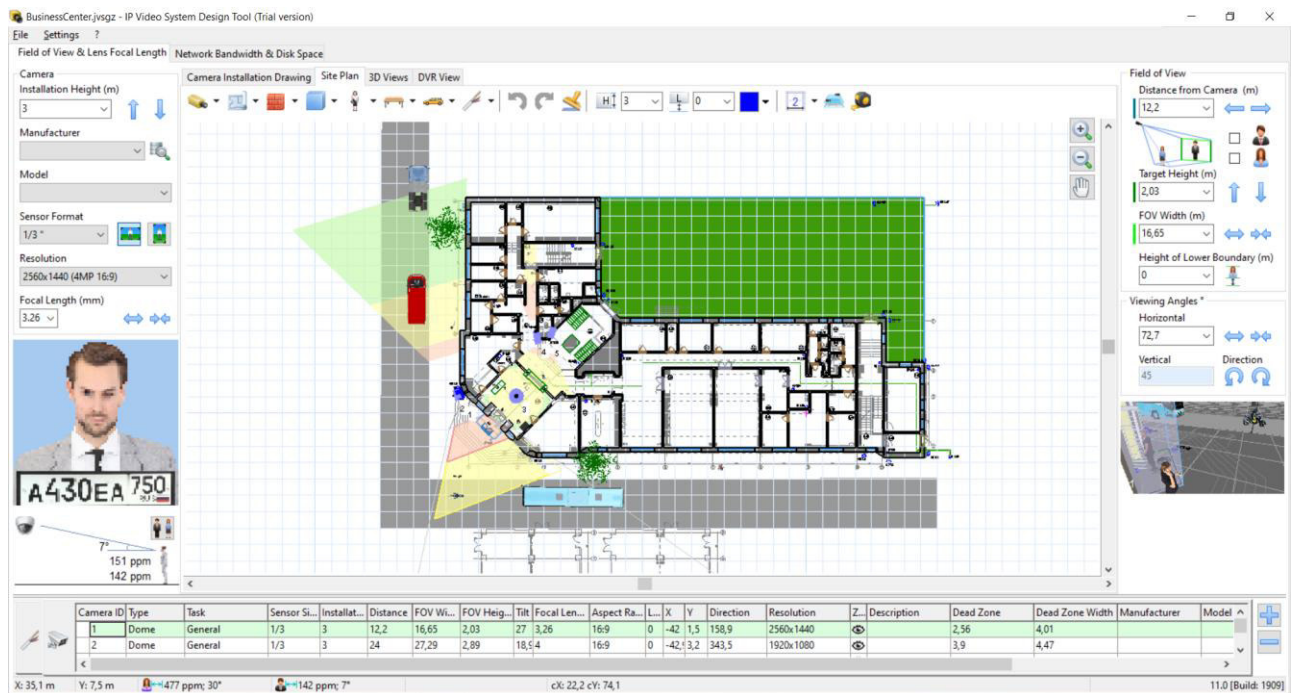 BusinessCenter.jvsgz - IP Video System Design Tool (Trial version)
File Settings ?
Field of View & Lens Focal Length Network Bandwidth & Disk Space
Camera
Installation Height (m)
3
Manufacturer
Model
Sensor Format
1/3 "
Resolution
2560x1440 (4MP 16:9)
Focal Length (mm)
3.26
A430EA 750
RUS
7°
151 ppm
142 ppm
Camera Installation Drawing Site Plan 3D Views DVR View
H 3 L 0 2
Field of View
Distance from Camera (m)
12,2
Target Height (m)
2,03
FOV Width (m)
16,65
Height of Lower Boundary (m)
0
Viewing Angles °
Horizontal
72,7
Vertical Direction
45
Camera ID Type Task Sensor Si... Installat... Distance FOV Wi... FOV Heig... Tilt Focal Len... Aspect Ra... L... X Y Direction Resolution Z... Description Dead Zone Dead Zone Width Manufacturer Model
1 Dome General 1/3 3 12,2 16,65 2,03 27 3,26 16:9 0 -42 1,5 158,9 2560x1440 2,56 4,01
2 Dome General 1/3 3 24 27,29 2,89 18,9 4 16:9 0 -42, 3,2 343,5 1920x1080 3,9 4,47
X: 35,1 m Y: 7,5 m 477 ppm; 30° 142 ppm; 7° cX: 22,2 cY: 74,1 11.0 [Build: 1909]